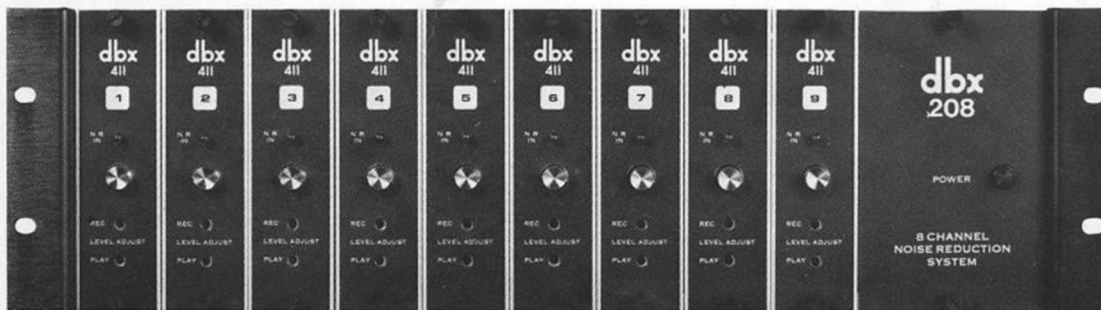 dbx
411
1
N R
IN
REC
LEVEL ADJUST
PLAY
dbx
411
2
N R
IN
REC
LEVEL ADJUST
PLAY
dbx
411
3
N R
IN
REC
LEVEL ADJUST
PLAY
dbx
411
4
N R
IN
REC
LEVEL ADJUST
PLAY
dbx
411
5
N R
IN
REC
LEVEL ADJUST
PLAY
dbx
411
6
N R
IN
REC
LEVEL ADJUST
PLAY
dbx
411
7
N R
IN
REC
LEVEL ADJUST
PLAY
dbx
411
8
N R
IN
REC
LEVEL ADJUST
PLAY
dbx
411
9
N R
IN
REC
LEVEL ADJUST
PLAY
dbx
208
POWER
8 CHANNEL
NOISE REDUCTION
SYSTEM